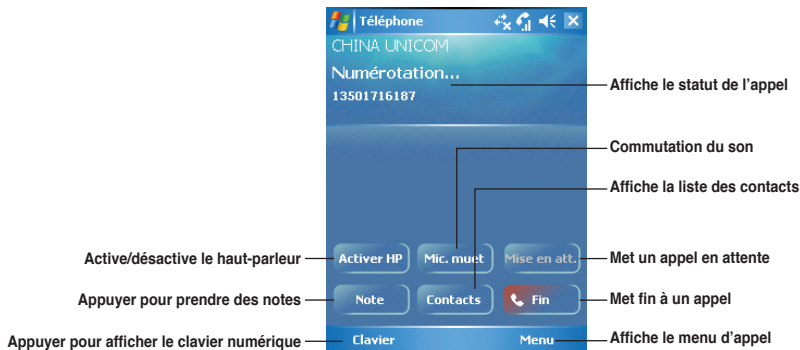 Téléphone
CHINA UNICOM
Numérotation...
13501716187
Affiche le statut de l'appel
Commutation du son
Affiche la liste des contacts
Active/désactive le haut-parleur
Activer HP
Mic. muet
Mise en att.
Met un appel en attente
Appuyer pour prendre des notes
Note
Contacts
Fin
Met fin à un appel
Appuyer pour afficher le clavier numérique
Clavier
Menu
Affiche le menu d'appel